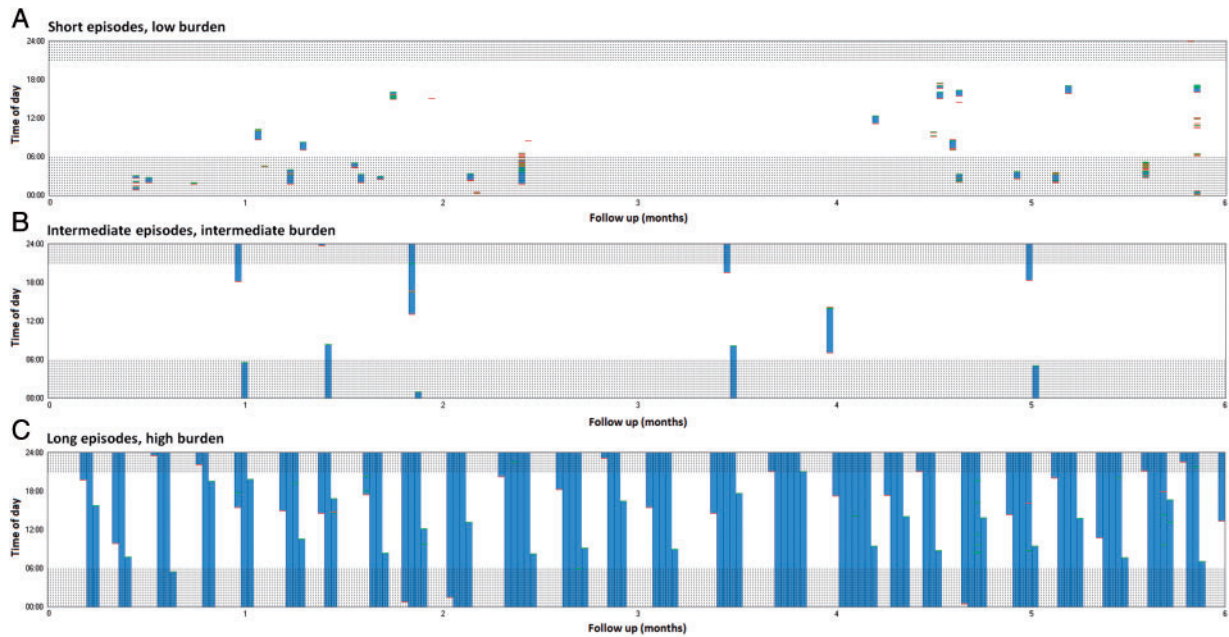 A
Short episodes, low burden
Time of day
24:00
18:00
12:00
06:00
00:00
0 1 2 3 4 5 6
Follow up (months)
B
Intermediate episodes, intermediate burden
Time of day
24:00
18:00
12:00
06:00
00:00
0 1 2 3 4 5 6
Follow up (months)
C
Long episodes, high burden
Time of day
24:00
18:00
12:00
06:00
00:00
0 1 2 3 4 5 6
Follow up (months)